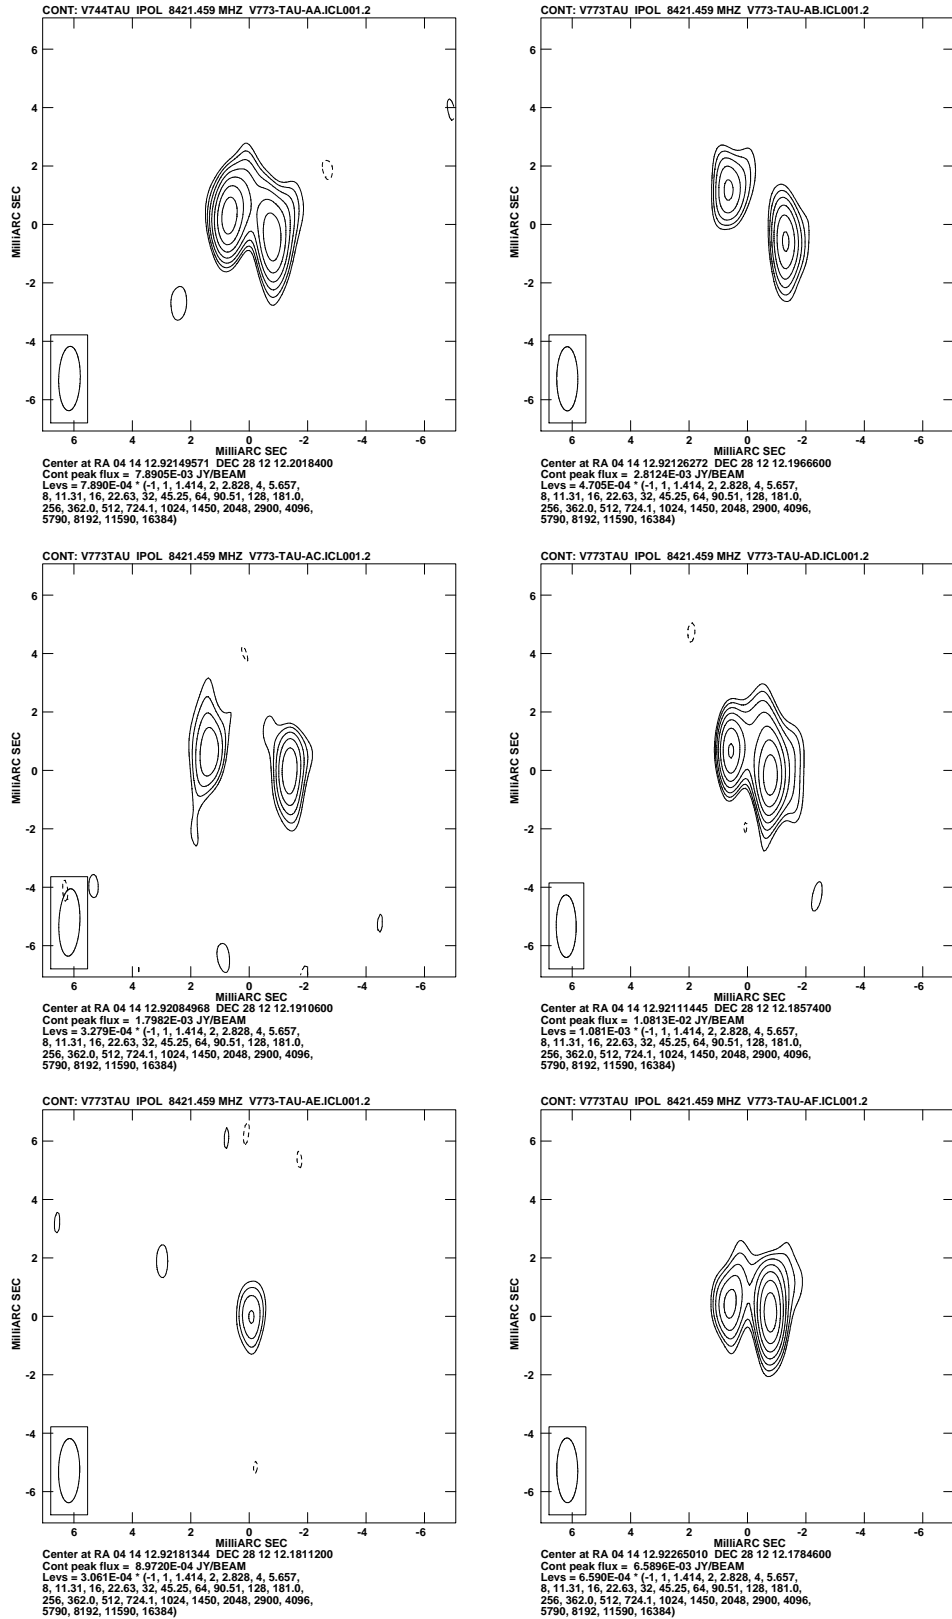 CONT: V744TAU IPOL 8421.459 MHZ V773-TAU-AA.ICL001.2
MilliARC SEC
6
4
2
0
-2
-4
-6
6 4 2 0 -2 -4 -6
MilliARC SEC
Center at RA 04 14 12.92149571 DEC 28 12 12.2018400
Cont peak flux = 7.8905E-03 JY/BEAM
Levs = 7.890E-04 * (-1, 1, 1.414, 2, 2.828, 4, 5.657,
8, 11.31, 16, 22.63, 32, 45.25, 64, 90.51, 128, 181.0,
256, 362.0, 512, 724.1, 1024, 1450, 2048, 2900, 4096,
5790, 8192, 11590, 16384)
CONT: V773TAU IPOL 8421.459 MHZ V773-TAU-AB.ICL001.2
MilliARC SEC
6
4
2
0
-2
-4
-6
6 4 2 0 -2 -4 -6
MilliARC SEC
Center at RA 04 14 12.92126272 DEC 28 12 12.1966600
Cont peak flux = 2.8124E-03 JY/BEAM
Levs = 4.705E-04 * (-1, 1, 1.414, 2, 2.828, 4, 5.657,
8, 11.31, 16, 22.63, 32, 45.25, 64, 90.51, 128, 181.0,
256, 362.0, 512, 724.1, 1024, 1450, 2048, 2900, 4096,
5790, 8192, 11590, 16384)
CONT: V773TAU IPOL 8421.459 MHZ V773-TAU-AC.ICL001.2
MilliARC SEC
6
4
2
0
-2
-4
-6
6 4 2 0 -2 -4 -6
MilliARC SEC
Center at RA 04 14 12.92084968 DEC 28 12 12.1910600
Cont peak flux = 1.7982E-03 JY/BEAM
Levs = 3.279E-04 * (-1, 1, 1.414, 2, 2.828, 4, 5.657,
8, 11.31, 16, 22.63, 32, 45.25, 64, 90.51, 128, 181.0,
256, 362.0, 512, 724.1, 1024, 1450, 2048, 2900, 4096,
5790, 8192, 11590, 16384)
CONT: V773TAU IPOL 8421.459 MHZ V773-TAU-AD.ICL001.2
MilliARC SEC
6
4
2
0
-2
-4
-6
6 4 2 0 -2 -4 -6
MilliARC SEC
Center at RA 04 14 12.92111445 DEC 28 12 12.1857400
Cont peak flux = 1.0813E-02 JY/BEAM
Levs = 1.081E-03 * (-1, 1, 1.414, 2, 2.828, 4, 5.657,
8, 11.31, 16, 22.63, 32, 45.25, 64, 90.51, 128, 181.0,
256, 362.0, 512, 724.1, 1024, 1450, 2048, 2900, 4096,
5790, 8192, 11590, 16384)
CONT: V773TAU IPOL 8421.459 MHZ V773-TAU-AE.ICL001.2
MilliARC SEC
6
4
2
0
-2
-4
-6
6 4 2 0 -2 -4 -6
MilliARC SEC
Center at RA 04 14 12.92181344 DEC 28 12 12.1811200
Cont peak flux = 8.9720E-04 JY/BEAM
Levs = 3.061E-04 * (-1, 1, 1.414, 2, 2.828, 4, 5.657,
8, 11.31, 16, 22.63, 32, 45.25, 64, 90.51, 128, 181.0,
256, 362.0, 512, 724.1, 1024, 1450, 2048, 2900, 4096,
5790, 8192, 11590, 16384)
CONT: V773TAU IPOL 8421.459 MHZ V773-TAU-AF.ICL001.2
MilliARC SEC
6
4
2
0
-2
-4
-6
6 4 2 0 -2 -4 -6
MilliARC SEC
Center at RA 04 14 12.92265010 DEC 28 12 12.1784600
Cont peak flux = 6.5896E-03 JY/BEAM
Levs = 6.590E-04 * (-1, 1, 1.414, 2, 2.828, 4, 5.657,
8, 11.31, 16, 22.63, 32, 45.25, 64, 90.51, 128, 181.0,
256, 362.0, 512, 724.1, 1024, 1450, 2048, 2900, 4096,
5790, 8192, 11590, 16384)